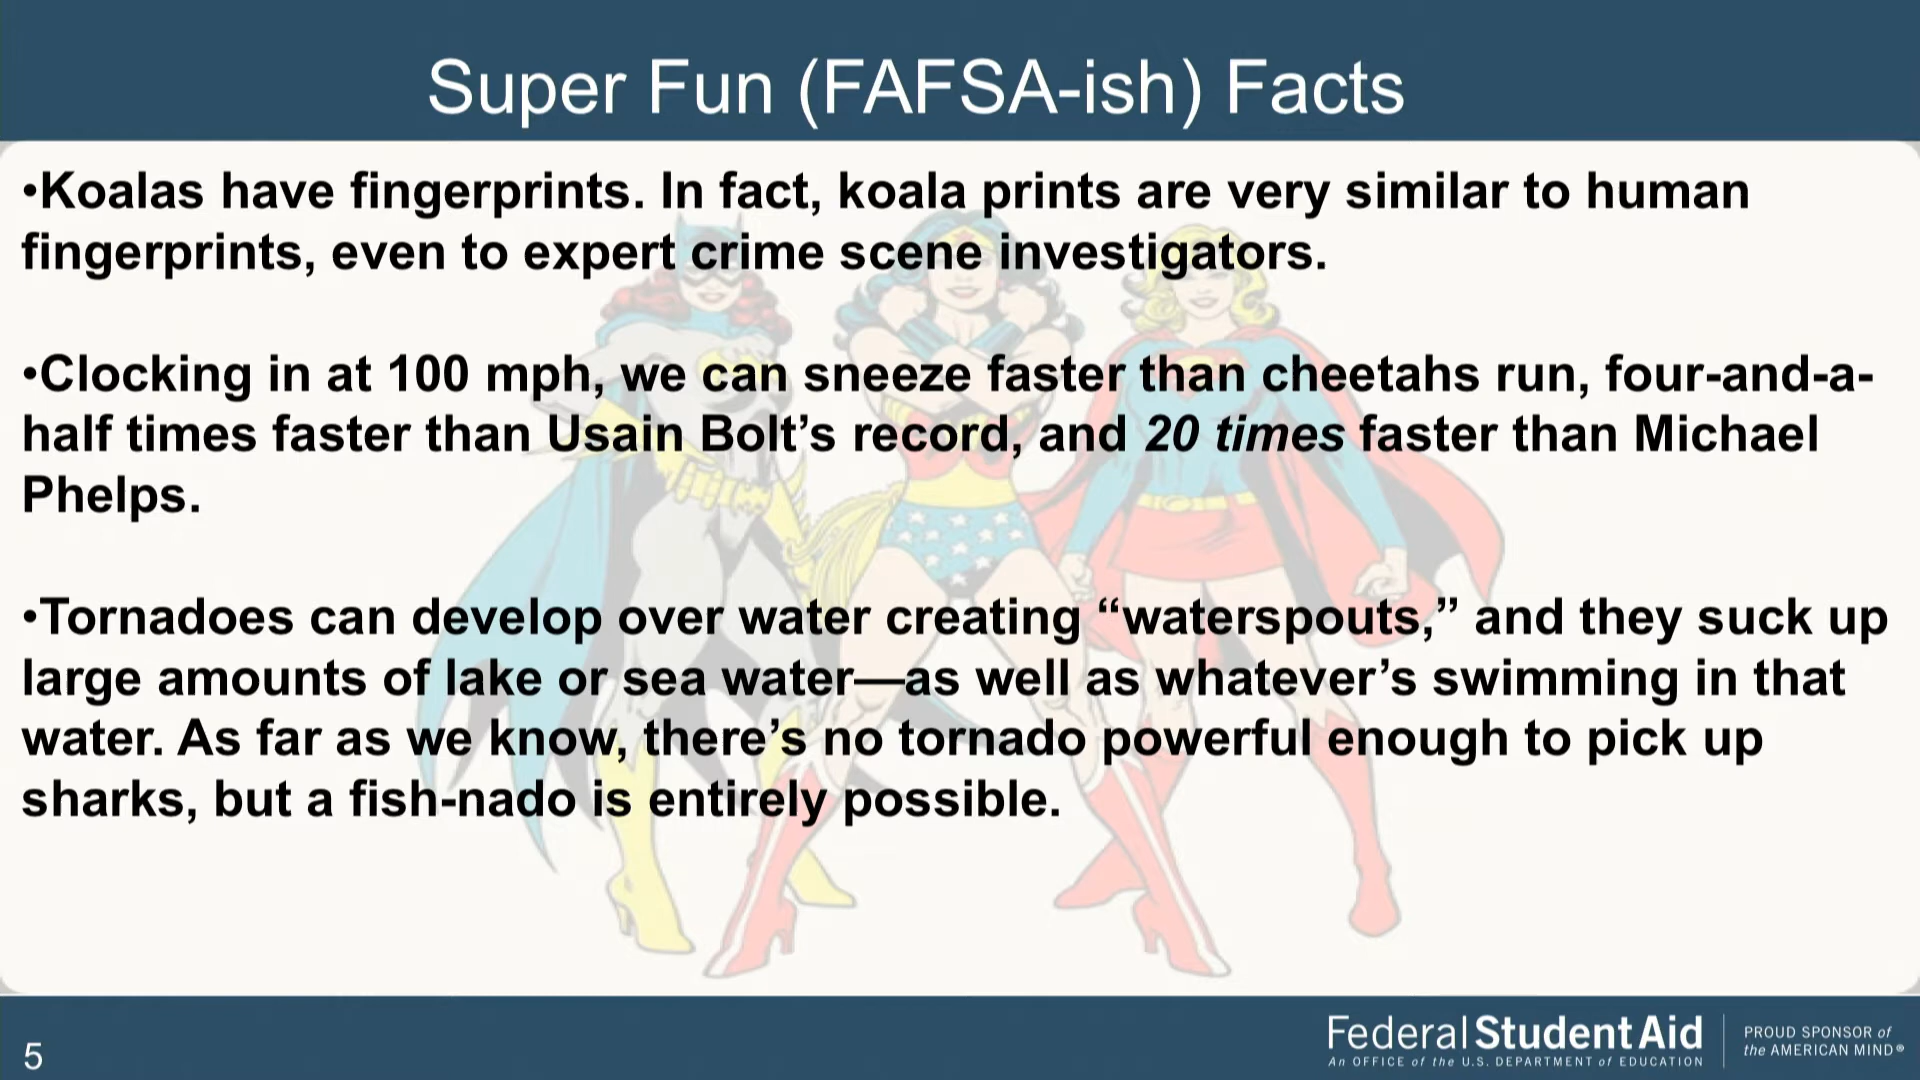 Super Fun (FAFSA-ish) Facts
•Koalas have fingerprints. In fact, koala prints are very similar to human
fingerprints, even to expert crime scene investigators.
•Clocking in at 100 mph, we can sneeze faster than cheetahs run, four-and-a-
half times faster than Usain Bolt’s record, and 20 times faster than Michael
Phelps.
•Tornadoes can develop over water creating “waterspouts,” and they suck up
large amounts of lake or sea water—as well as whatever’s swimming in that
water. As far as we know, there’s no tornado powerful enough to pick up
sharks, but a fish-nado is entirely possible.
5
Federal Student Aid
An OFFICE of the U.S. DEPARTMENT of EDUCATION
PROUD SPONSOR of
the AMERICAN MIND®